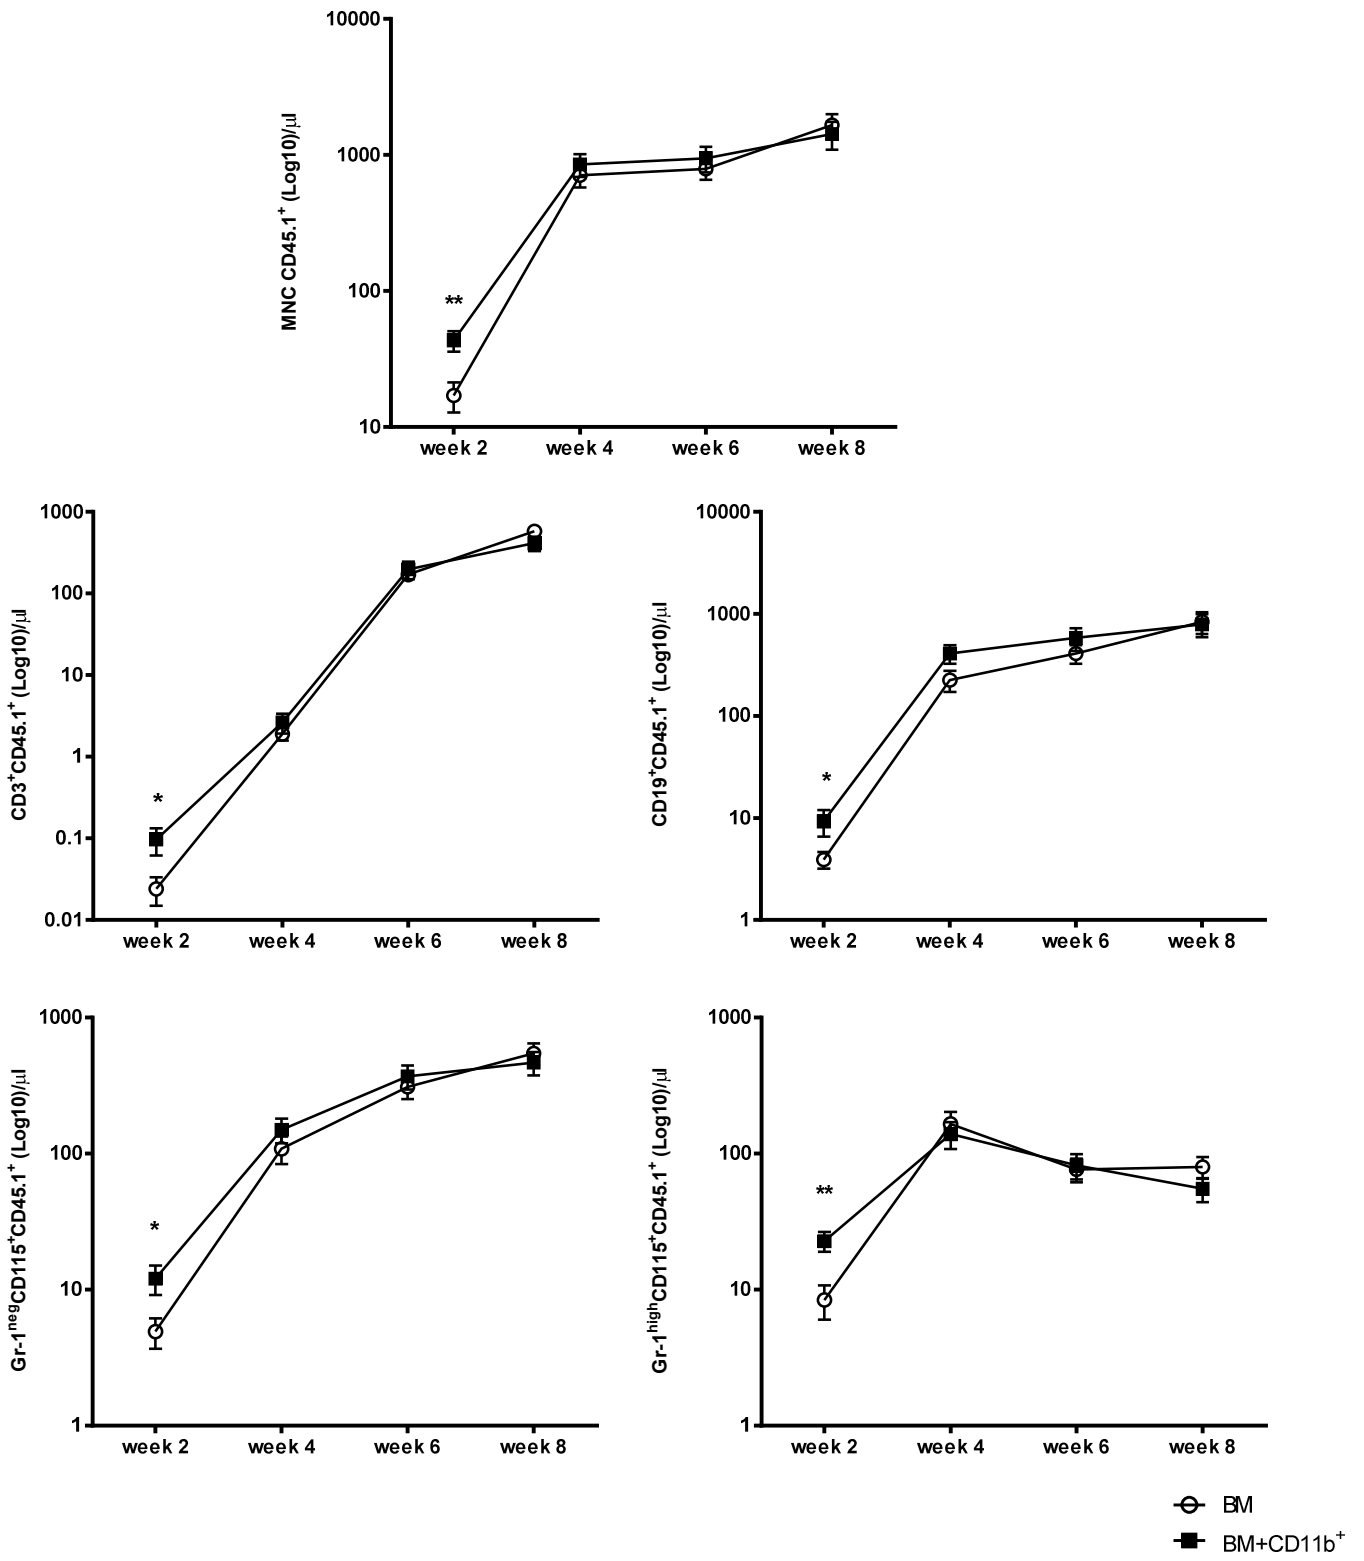 10000
1000
100
10
MNC CD45.1⁺ (Log10)/µl
**
week 2 week 4 week 6 week 8
1000
100
10
1
0.1
0.01
CD3⁺CD45.1⁺ (Log10)/µl
*
week 2 week 4 week 6 week 8
10000
1000
100
10
1
CD19⁺CD45.1⁺ (Log10)/µl
*
week 2 week 4 week 6 week 8
1000
100
10
1
Gr-1ⁿᵉᵍCD115⁺CD45.1⁺ (Log10)/µl
*
week 2 week 4 week 6 week 8
1000
100
10
1
Gr-1ʰⁱᵍʰCD115⁺CD45.1⁺ (Log10)/µl
**
week 2 week 4 week 6 week 8
BM
BM+CD11b⁺